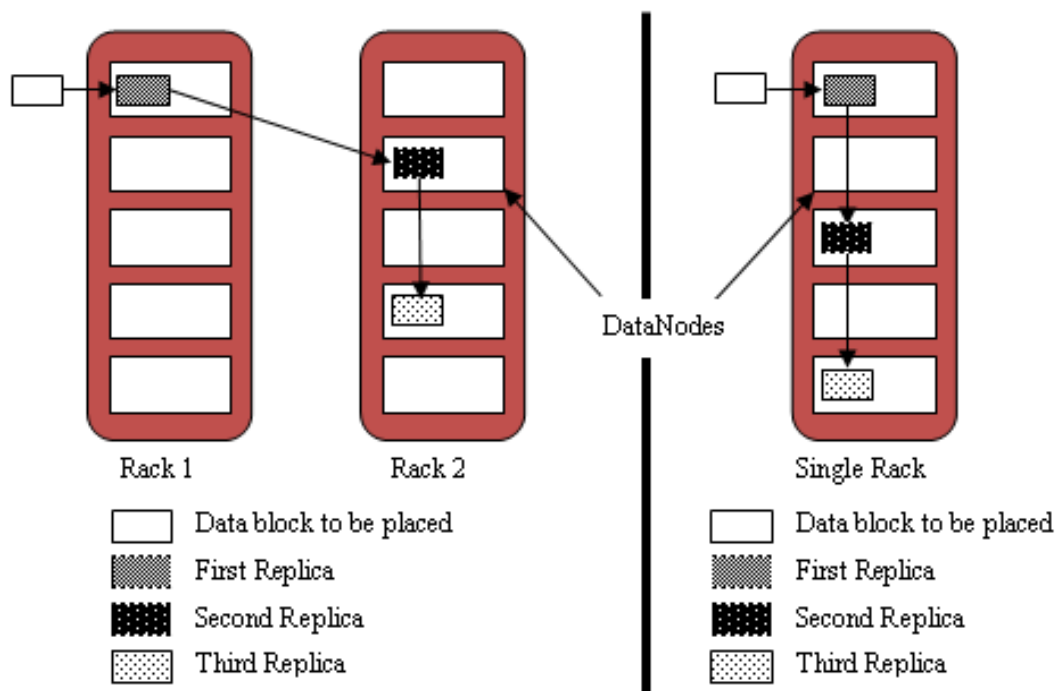 DataNodes
Rack 1
Rack 2
Single Rack
Data block to be placed
First Replica
Second Replica
Third Replica
Data block to be placed
First Replica
Second Replica
Third Replica